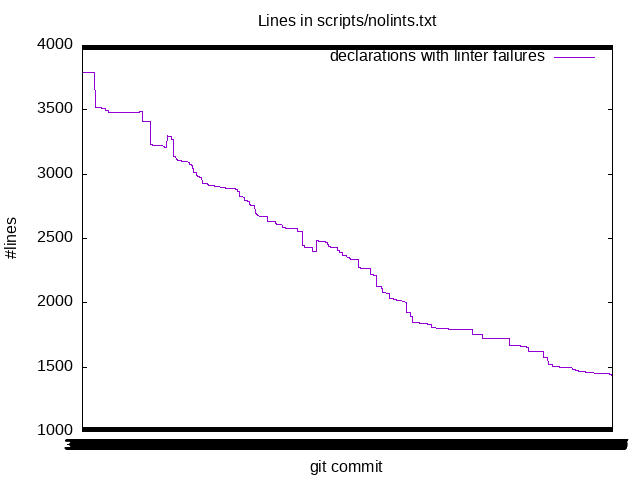 Lines in scripts/nolints.txt
4000
declarations with linter failures
3500
3000
2500
2000
1500
1000
#lines
git commit